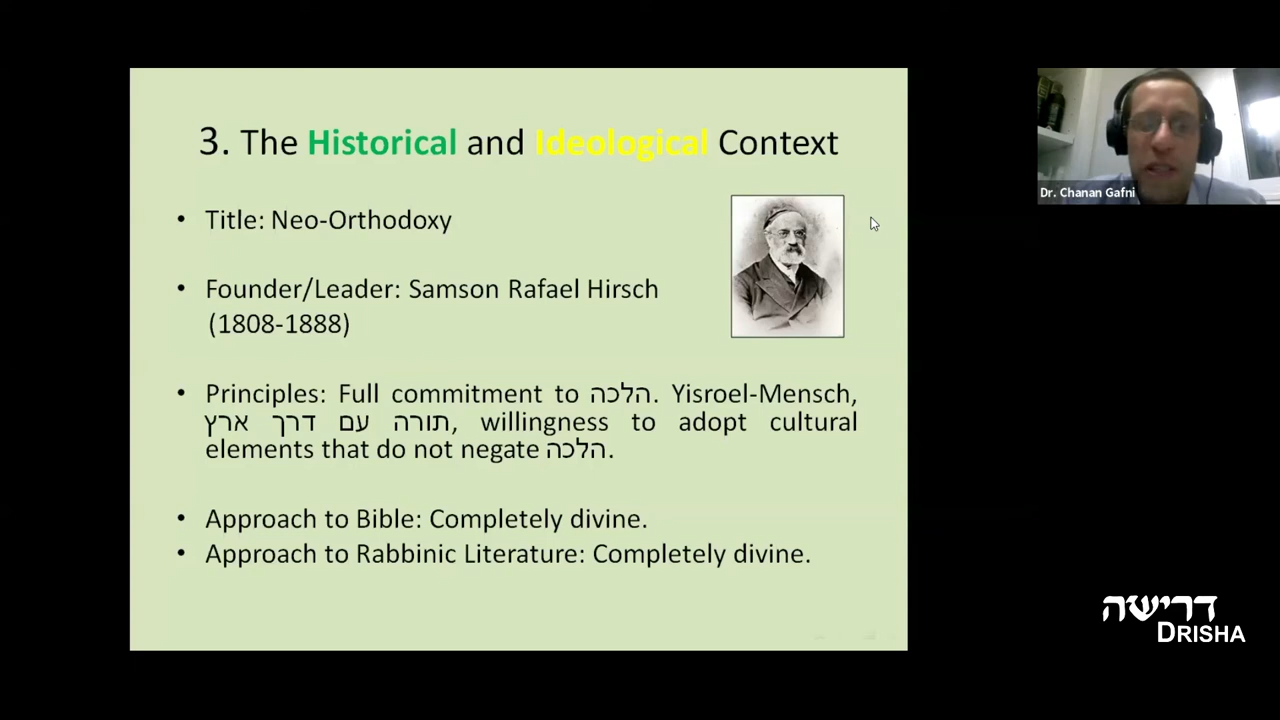 3. The Historical and Ideological Context
• Title: Neo-Orthodoxy
• Founder/Leader: Samson Rafael Hirsch
(1808-1888)
• Principles: Full commitment to הלכה. Yisroel-Mensch,
תורה עם דרך ארץ, willingness to adopt cultural
elements that do not negate הלכה.
• Approach to Bible: Completely divine.
• Approach to Rabbinic Literature: Completely divine.
Dr. Chanan Gafni
דרישה
DRISHA